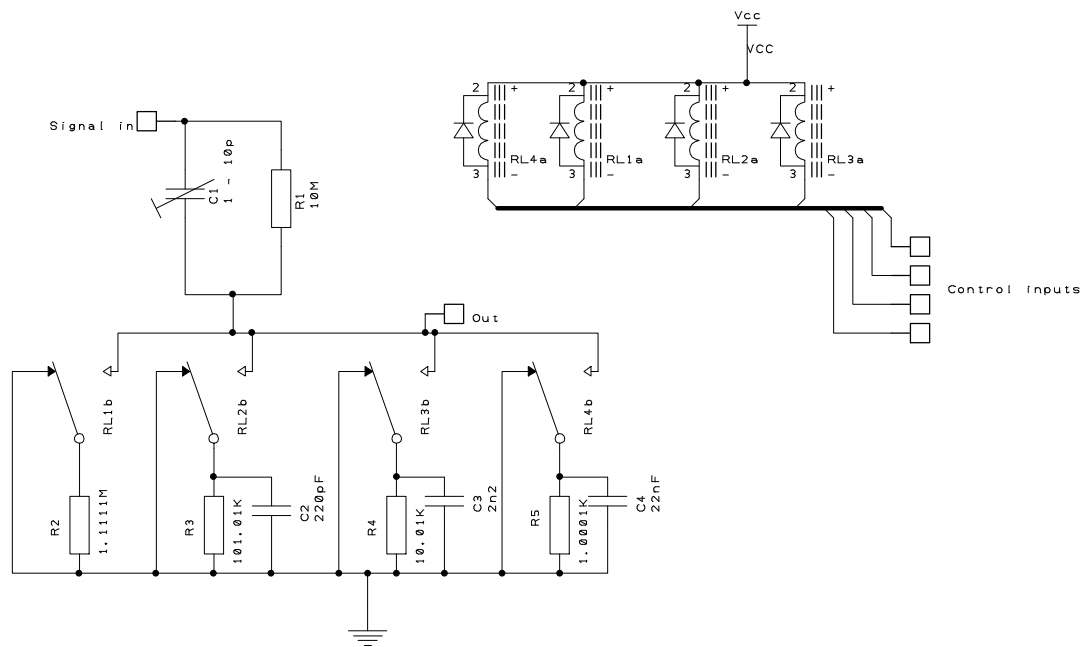 Vcc
VCC
2
+
2
+
2
+
2
+
Signal in
C1
1 - 10p
R1
10M
RL4a
RL1a
RL2a
RL3a
3
-
3
-
3
-
3
-
Control inputs
Out
RL1b
RL2b
RL3b
RL4b
R2
1.1111M
R3
101.01K
C2
220pF
R4
10.01K
C3
2n2
R5
1.0001K
C4
22nF